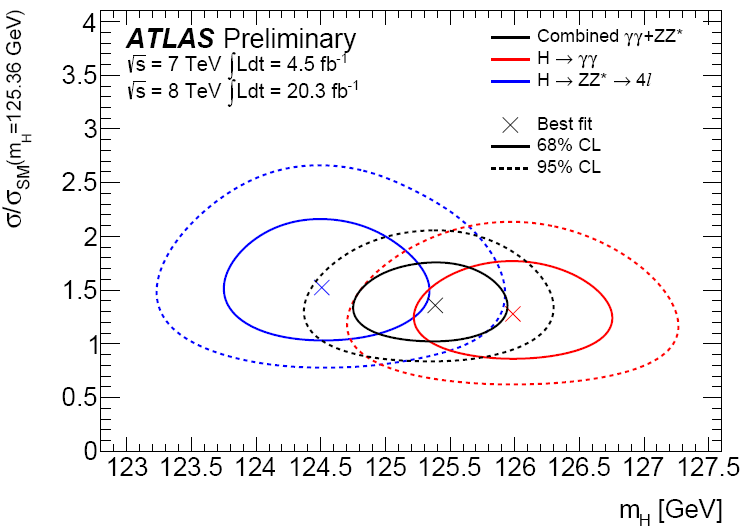 ATLAS Preliminary
√s = 7 TeV ∫Ldt = 4.5 fb⁻¹
√s = 8 TeV ∫Ldt = 20.3 fb⁻¹
Combined γγ+ZZ*
H → γγ
H → ZZ* → 4l
Best fit
68% CL
95% CL
σ/σ_SM(m_H=125.36 GeV)
4
3.5
3
2.5
2
1.5
1
0.5
0
123 123.5 124 124.5 125 125.5 126 126.5 127 127.5
m_H [GeV]